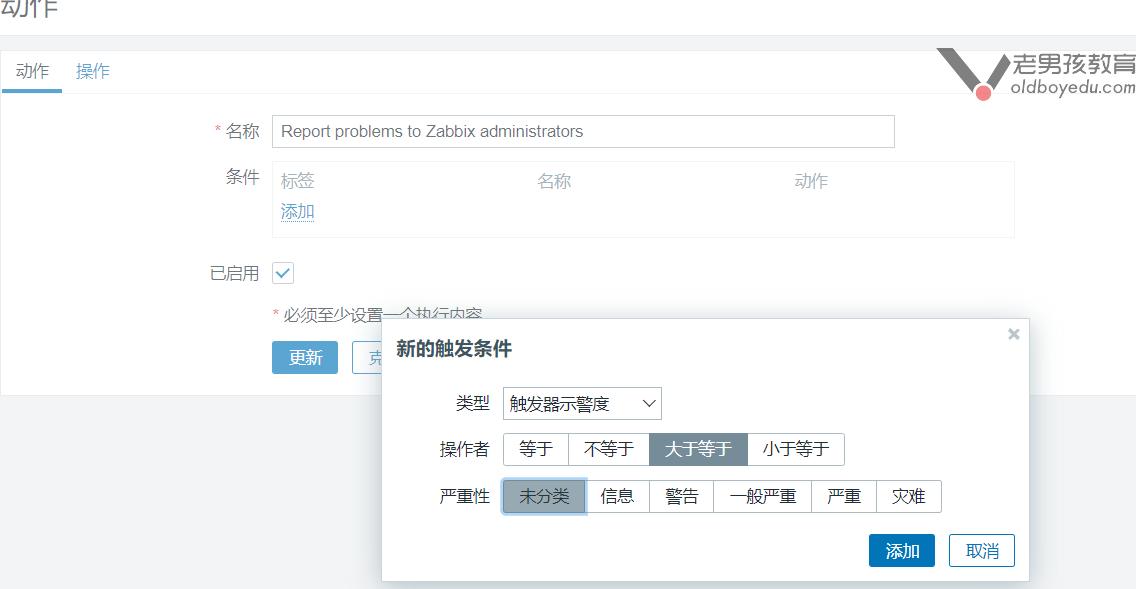 动作
动作 操作
老男孩教育
oldboyedu.com
* 名称 Report problems to Zabbix administrators
条件 标签 名称 动作
添加
已启用
* 必须至少设置一个执行内容
更新 克
新的触发条件
类型 触发器示警度
操作者 等于 不等于 大于等于 小于等于
严重性 未分类 信息 警告 一般严重 严重 灾难
添加 取消